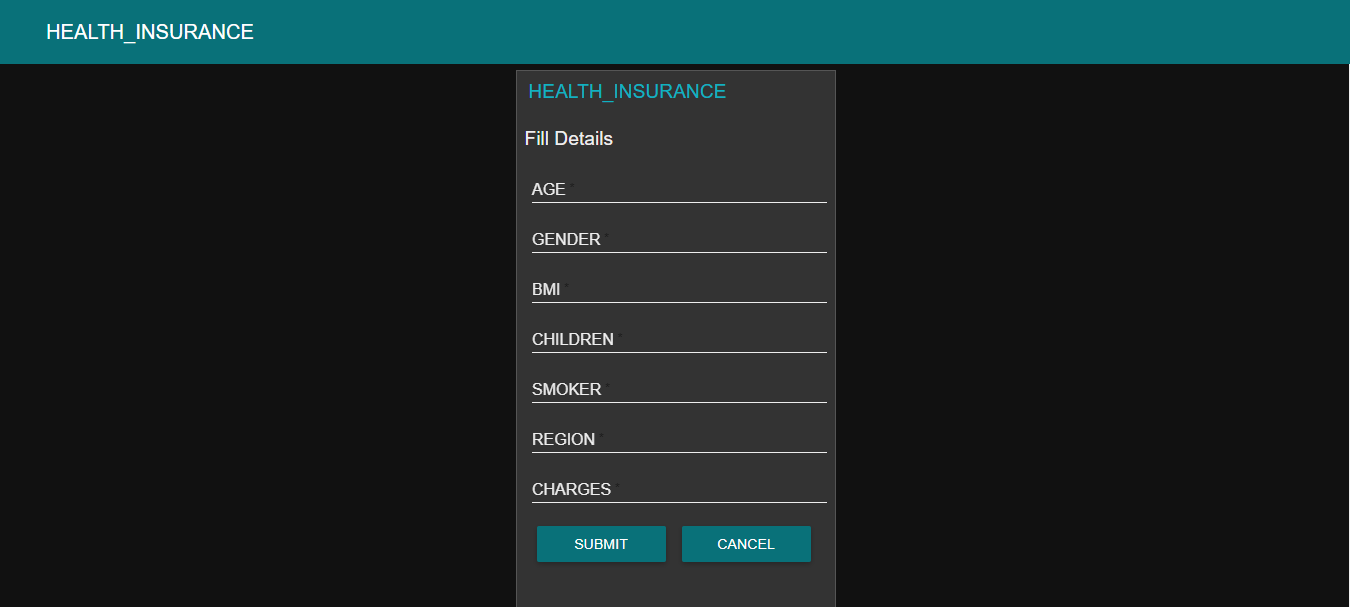 HEALTH_INSURANCE
HEALTH_INSURANCE
Fill Details
AGE *
GENDER *
BMI *
CHILDREN *
SMOKER *
REGION *
CHARGES *
SUBMIT CANCEL